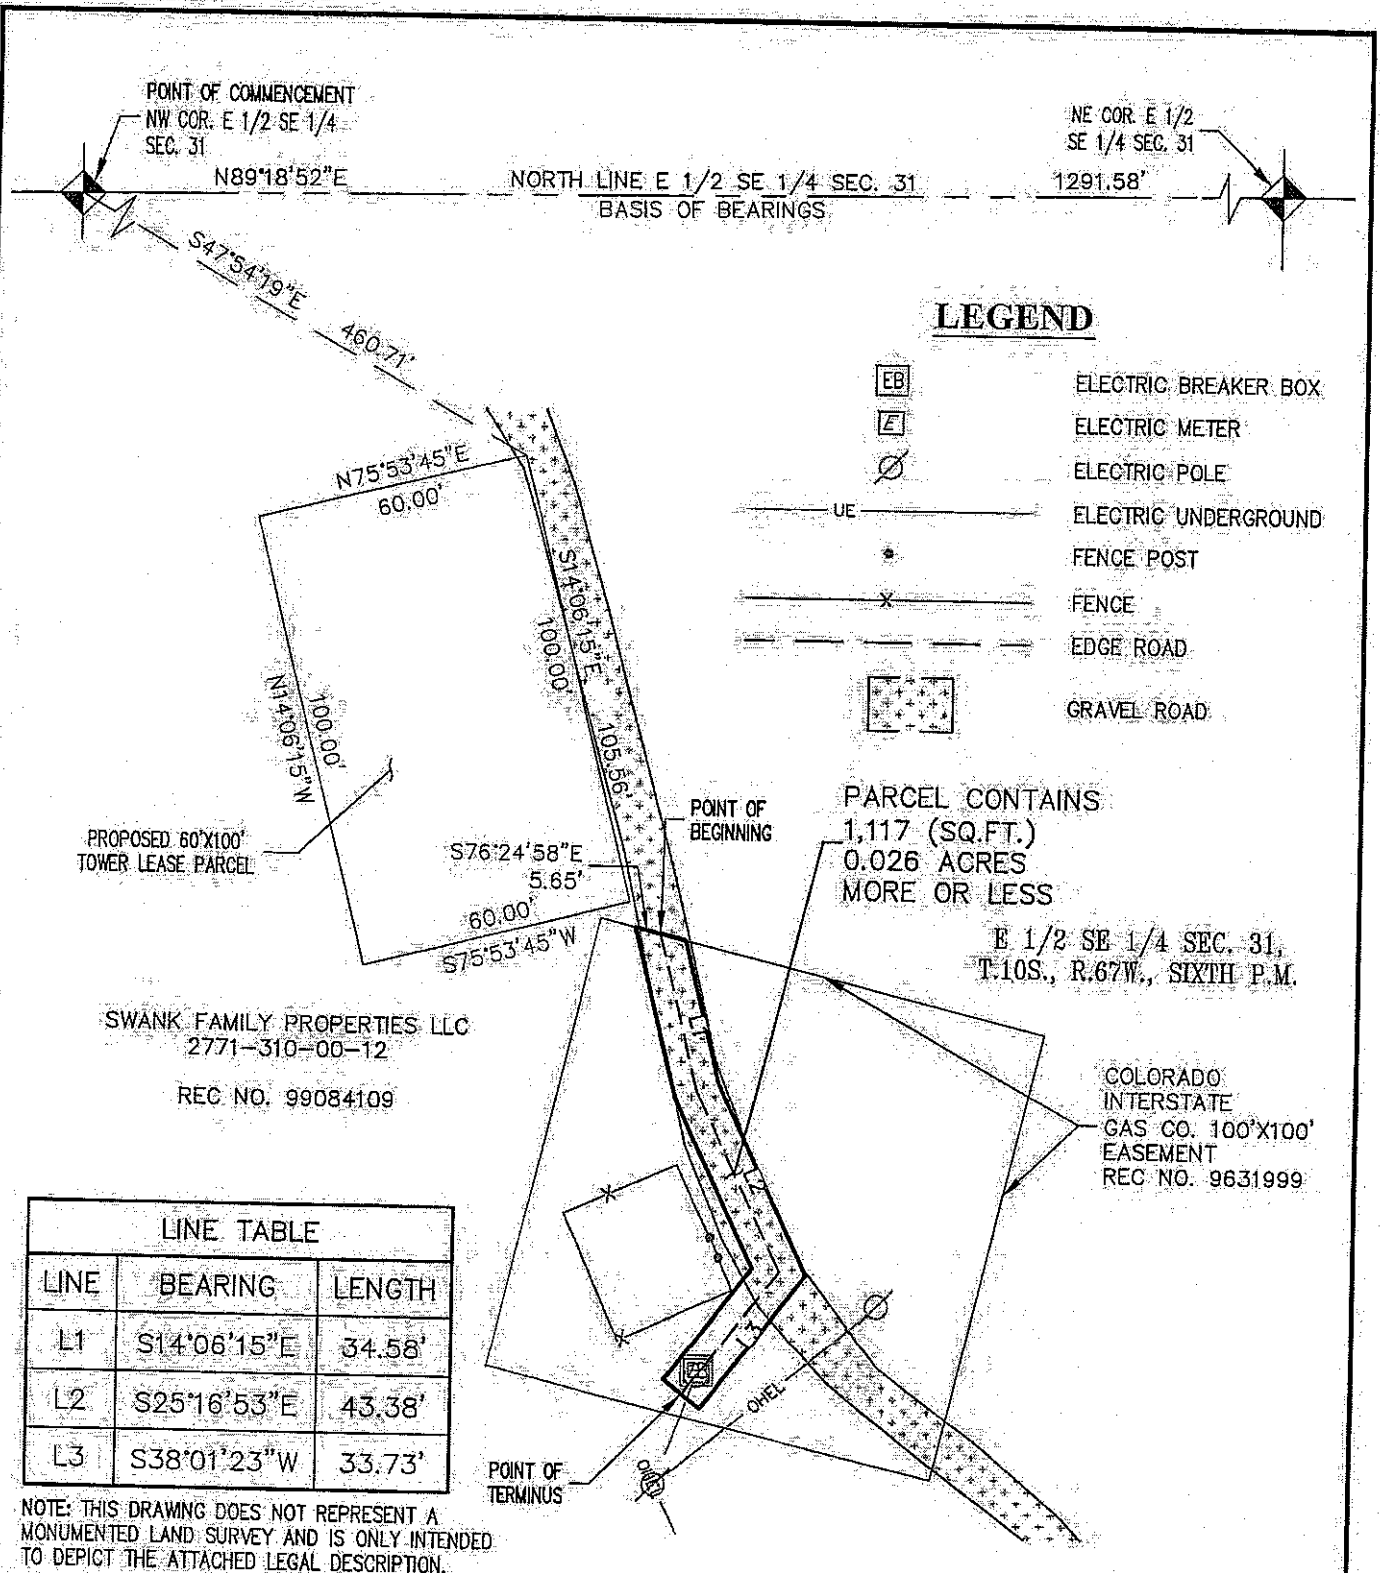 POINT OF COMMENCEMENT
NW COR. E 1/2 SE 1/4
SEC. 31
NE COR. E 1/2
SE 1/4 SEC. 31
N89°18'52"E
NORTH LINE E 1/2 SE 1/4 SEC. 31
1291.58'
BASIS OF BEARINGS
S47°54'19"E
460.71'
LEGEND
EB
ELECTRIC BREAKER BOX
E
ELECTRIC METER
ELECTRIC POLE
UE
ELECTRIC UNDERGROUND
FENCE POST
X
FENCE
EDGE ROAD
GRAVEL ROAD
N75°53'45"E
60.00'
S14°06'15"E
100.00'
105.56'
N14°06'15"W
100.00'
PROPOSED 60'X100'
TOWER LEASE PARCEL
S76°24'58"E
5.65'
60.00'
S75°53'45"W
POINT OF
BEGINNING
PARCEL CONTAINS
1,117 (SQ.FT.)
0.026 ACRES
MORE OR LESS
E 1/2 SE 1/4 SEC. 31,
T.10S., R.67W., SIXTH P.M.
SWANK FAMILY PROPERTIES LLC
2771-310-00-12
REC NO. 99084109
COLORADO
INTERSTATE
GAS CO. 100'X100'
EASEMENT
REC NO. 9631999
L1
L2
L3
OHEL
POINT OF
TERMINUS
LINE TABLE
LINE BEARING LENGTH
L1 S14°06'15"E 34.58'
L2 S25°16'53"E 43.38'
L3 S38°01'23"W 33.73'
NOTE: THIS DRAWING DOES NOT REPRESENT A
MONUMENTED LAND SURVEY AND IS ONLY INTENDED
TO DEPICT THE ATTACHED LEGAL DESCRIPTION.